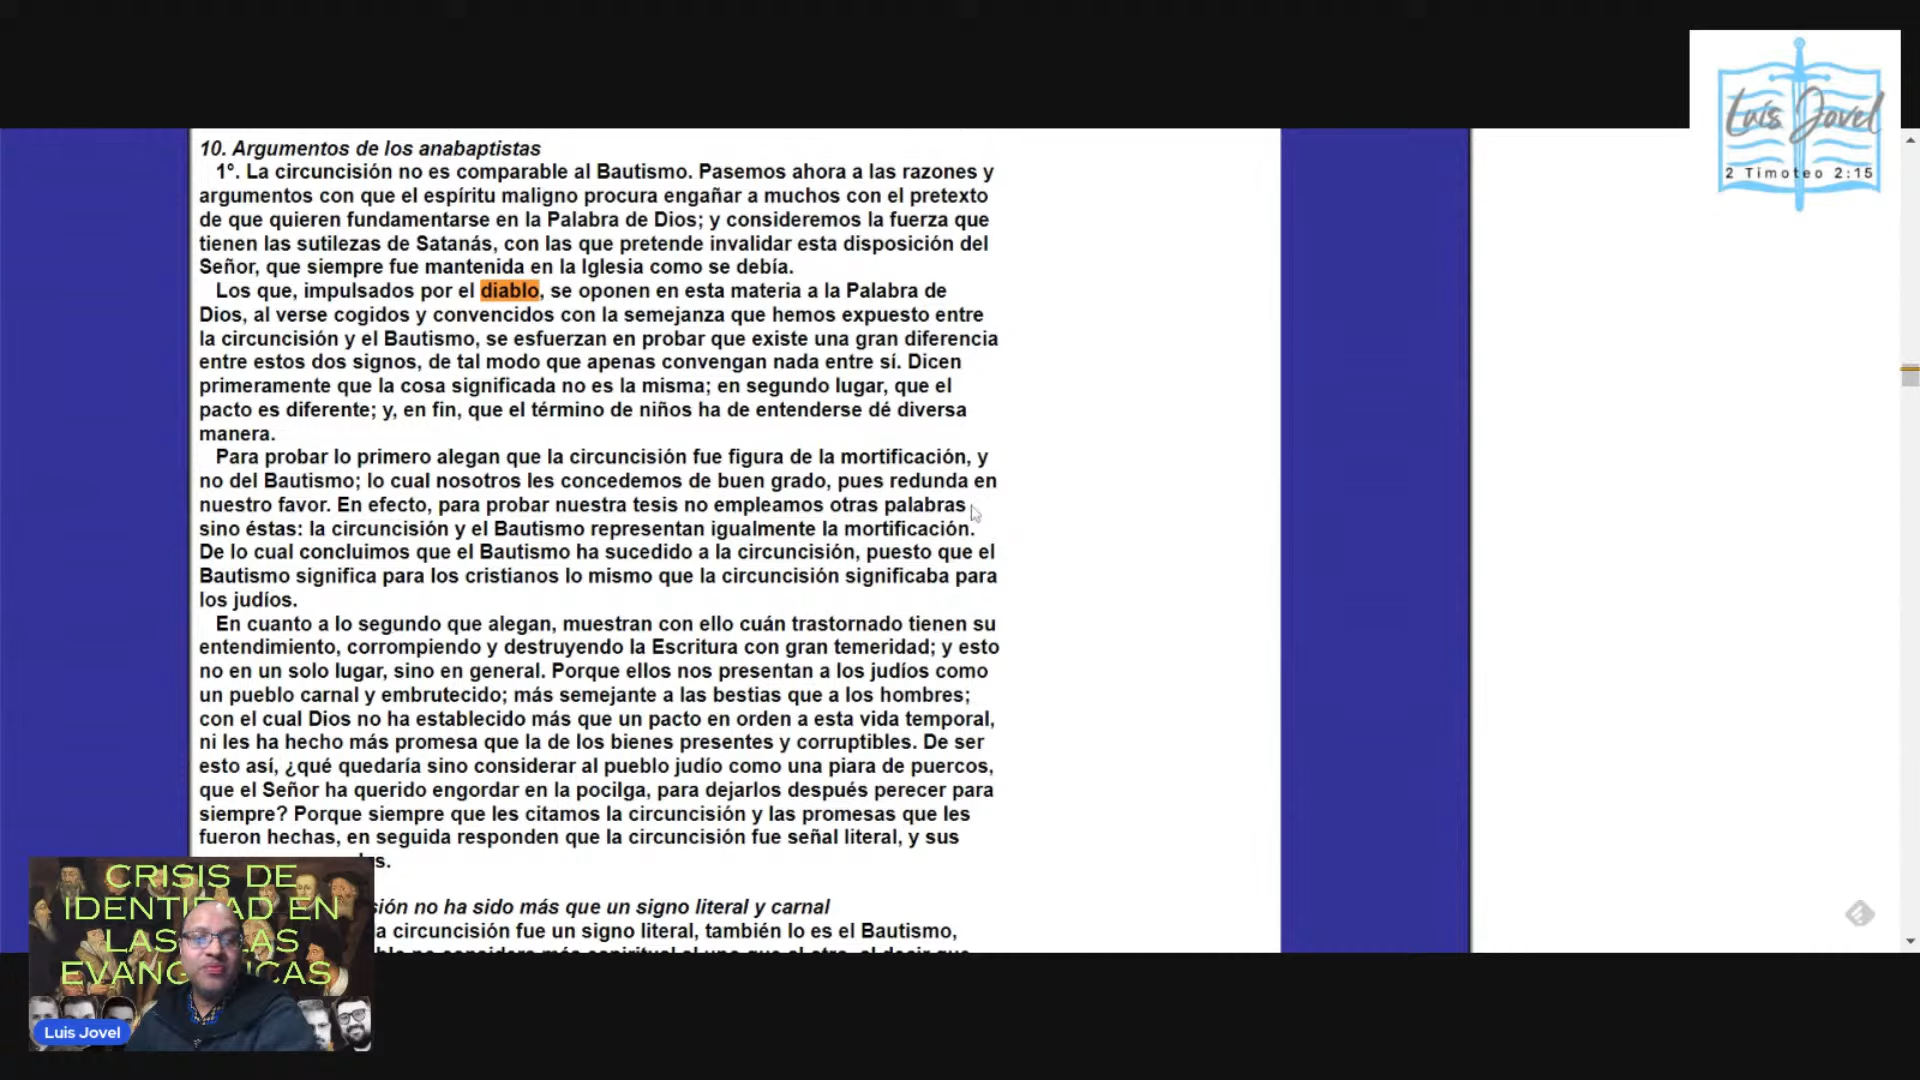 10. Argumentos de los anabaptistas
1°. La circuncisión no es comparable al Bautismo. Pasemos ahora a las razones y
argumentos con que el espíritu maligno procura engañar a muchos con el pretexto
de que quieren fundamentarse en la Palabra de Dios; y consideremos la fuerza que
tienen las sutilezas de Satanás, con las que pretende invalidar esta disposición del
Señor, que siempre fue mantenida en la Iglesia como se debía.
Los que, impulsados por el diablo, se oponen en esta materia a la Palabra de
Dios, al verse cogidos y convencidos con la semejanza que hemos expuesto entre
la circuncisión y el Bautismo, se esfuerzan en probar que existe una gran diferencia
entre estos dos signos, de tal modo que apenas convengan nada entre sí. Dicen
primeramente que la cosa significada no es la misma; en segundo lugar, que el
pacto es diferente; y, en fin, que el término de niños ha de entenderse dé diversa
manera.
Para probar lo primero alegan que la circuncisión fue figura de la mortificación, y
no del Bautismo; lo cual nosotros les concedemos de buen grado, pues redunda en
nuestro favor. En efecto, para probar nuestra tesis no empleamos otras palabras
sino éstas: la circuncisión y el Bautismo representan igualmente la mortificación.
De lo cual concluimos que el Bautismo ha sucedido a la circuncisión, puesto que el
Bautismo significa para los cristianos lo mismo que la circuncisión significaba para
los judíos.
En cuanto a lo segundo que alegan, muestran con ello cuán trastornado tienen su
entendimiento, corrompiendo y destruyendo la Escritura con gran temeridad; y esto
no en un solo lugar, sino en general. Porque ellos nos presentan a los judíos como
un pueblo carnal y embrutecido; más semejante a las bestias que a los hombres;
con el cual Dios no ha establecido más que un pacto en orden a esta vida temporal,
ni les ha hecho más promesa que la de los bienes presentes y corruptibles. De ser
esto así, ¿qué quedaría sino considerar al pueblo judío como una piara de puercos,
que el Señor ha querido engordar en la pocilga, para dejarlos después perecer para
siempre? Porque siempre que les citamos la circuncisión y las promesas que les
fueron hechas, en seguida responden que la circuncisión fue señal literal, y sus
s.
sión no ha sido más que un signo literal y carnal
a circuncisión fue un signo literal, también lo es el Bautismo,
Luis Jovel
2 Timoteo 2:15
CRISIS DE
IDENTIDAD EN
LAS
EVANG
CAS
Luis Jovel